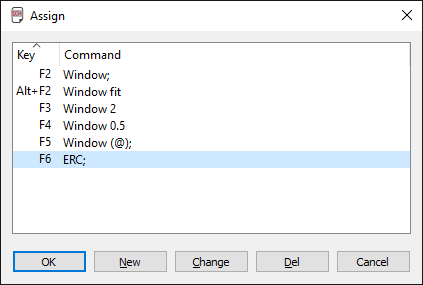 Assign
Key Command
F2 Window;
Alt+F2 Window fit
F3 Window 2
F4 Window 0.5
F5 Window (@);
F6 ERC;
OK New Change Del Cancel